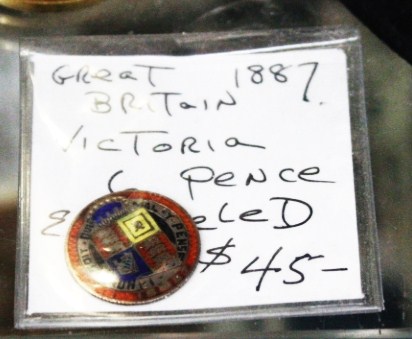 GREAT 1887.
BRITAIN
VICTORIA
6 PENCE
$45-